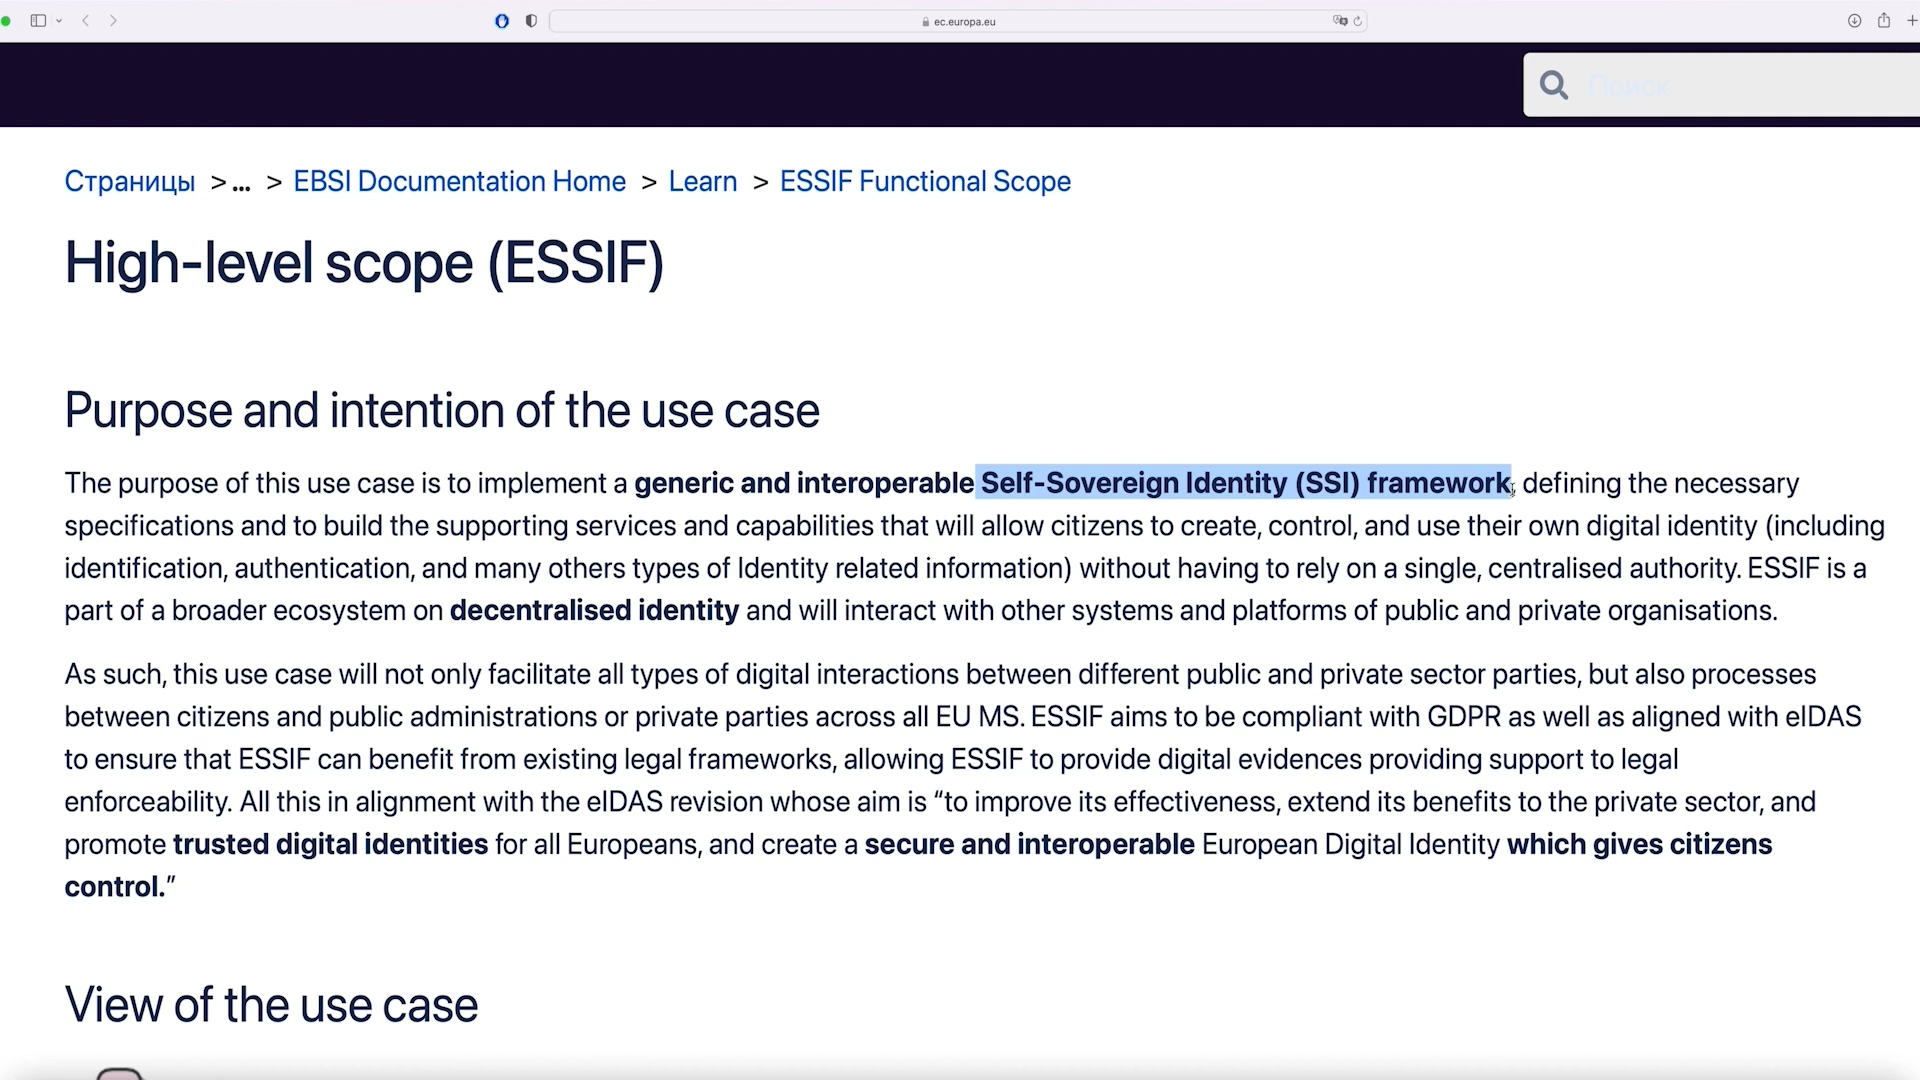 ec.europa.eu
Поиск
Страницы > ... > EBSI Documentation Home > Learn > ESSIF Functional Scope
High-level scope (ESSIF)
Purpose and intention of the use case
The purpose of this use case is to implement a generic and interoperable Self-Sovereign Identity (SSI) framework, defining the necessary
specifications and to build the supporting services and capabilities that will allow citizens to create, control, and use their own digital identity (including
identification, authentication, and many others types of Identity related information) without having to rely on a single, centralised authority. ESSIF is a
part of a broader ecosystem on decentralised identity and will interact with other systems and platforms of public and private organisations.
As such, this use case will not only facilitate all types of digital interactions between different public and private sector parties, but also processes
between citizens and public administrations or private parties across all EU MS. ESSIF aims to be compliant with GDPR as well as aligned with eIDAS
to ensure that ESSIF can benefit from existing legal frameworks, allowing ESSIF to provide digital evidences providing support to legal
enforceability. All this in alignment with the eIDAS revision whose aim is “to improve its effectiveness, extend its benefits to the private sector, and
promote trusted digital identities for all Europeans, and create a secure and interoperable European Digital Identity which gives citizens
control.”
View of the use case